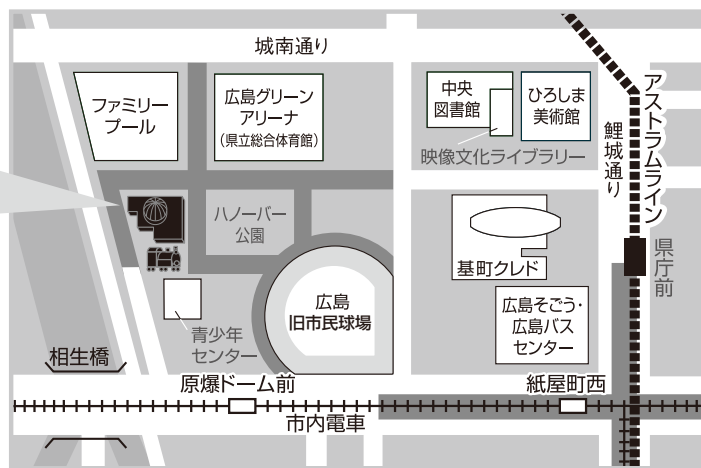 城南通り
ファミリー
プール
広島グリーン
アリーナ
(県立総合体育館)
中央
図書館
ひろしま
美術館
映像文化ライブラリー
鯉城通り
アストラムライン
ハノーバー
公園
基町クレド
県庁前
広島
旧市民球場
広島そごう・
広島バス
センター
青少年
センター
相生橋
原爆ドーム前
紙屋町西
市内電車